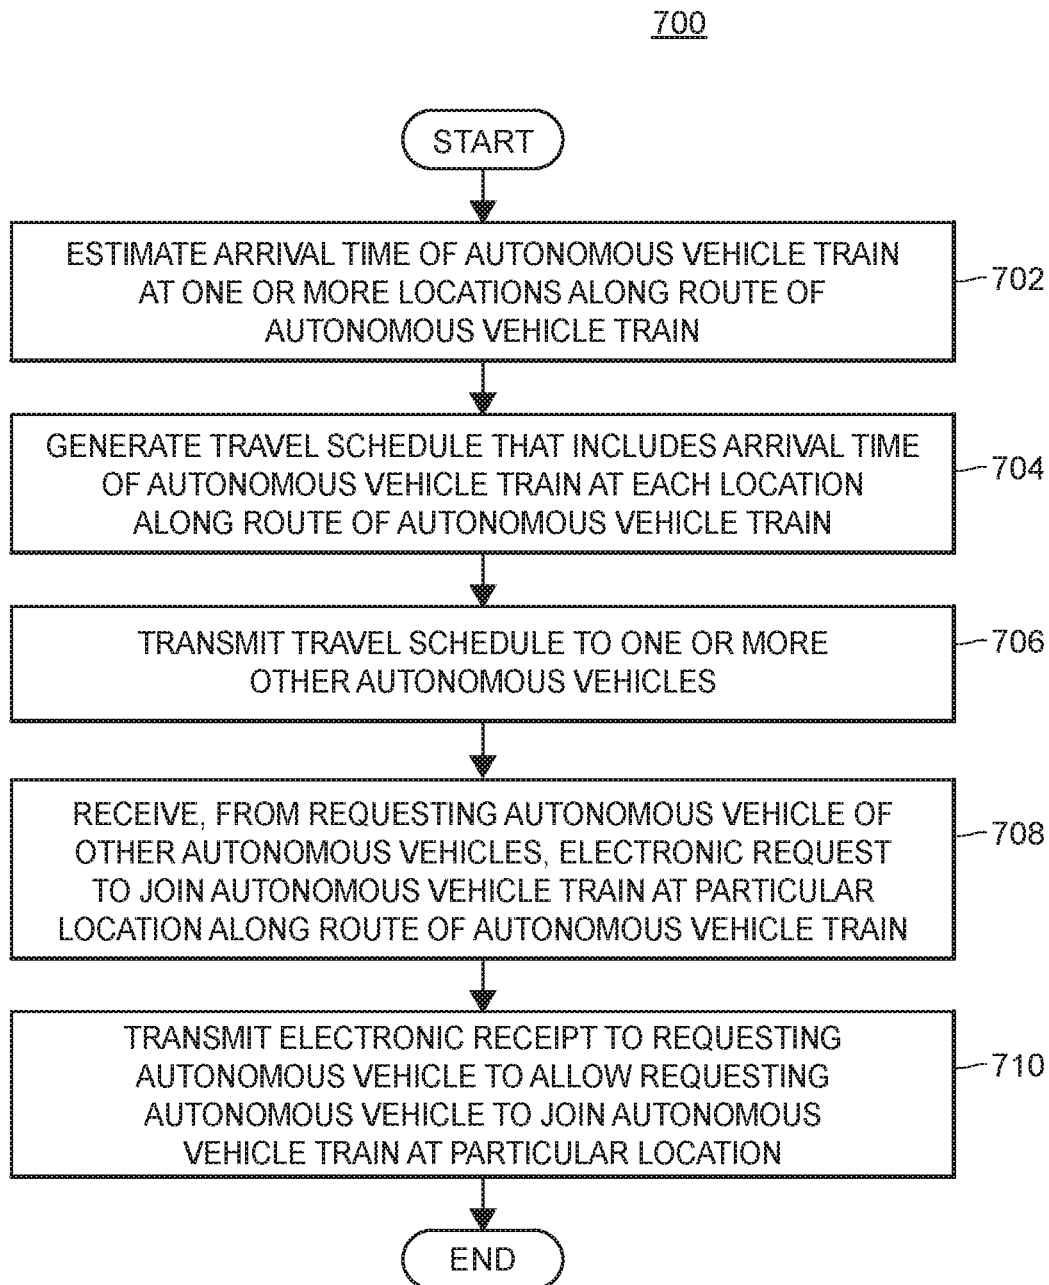 700
START
ESTIMATE ARRIVAL TIME OF AUTONOMOUS VEHICLE TRAIN
AT ONE OR MORE LOCATIONS ALONG ROUTE OF
AUTONOMOUS VEHICLE TRAIN
702
GENERATE TRAVEL SCHEDULE THAT INCLUDES ARRIVAL TIME
OF AUTONOMOUS VEHICLE TRAIN AT EACH LOCATION
ALONG ROUTE OF AUTONOMOUS VEHICLE TRAIN
704
TRANSMIT TRAVEL SCHEDULE TO ONE OR MORE
OTHER AUTONOMOUS VEHICLES
706
RECEIVE, FROM REQUESTING AUTONOMOUS VEHICLE OF
OTHER AUTONOMOUS VEHICLES, ELECTRONIC REQUEST
TO JOIN AUTONOMOUS VEHICLE TRAIN AT PARTICULAR
LOCATION ALONG ROUTE OF AUTONOMOUS VEHICLE TRAIN
708
TRANSMIT ELECTRONIC RECEIPT TO REQUESTING
AUTONOMOUS VEHICLE TO ALLOW REQUESTING
AUTONOMOUS VEHICLE TO JOIN AUTONOMOUS
VEHICLE TRAIN AT PARTICULAR LOCATION
710
END